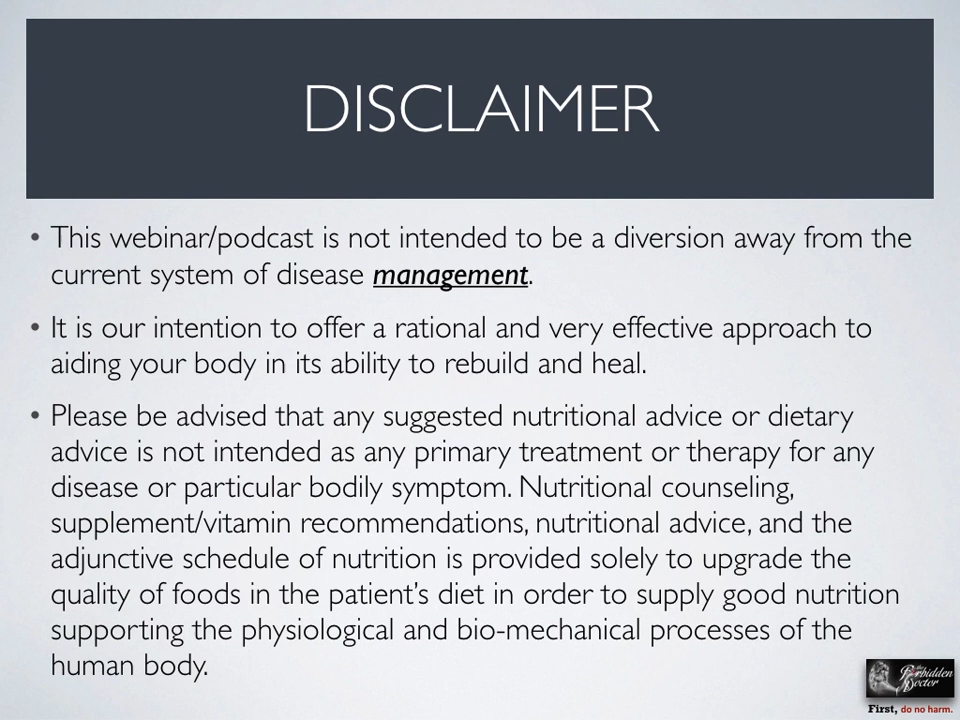 DISCLAIMER
• This webinar/podcast is not intended to be a diversion away from the
current system of disease management.
• It is our intention to offer a rational and very effective approach to
aiding your body in its ability to rebuild and heal.
• Please be advised that any suggested nutritional advice or dietary
advice is not intended as any primary treatment or therapy for any
disease or particular bodily symptom. Nutritional counseling,
supplement/vitamin recommendations, nutritional advice, and the
adjunctive schedule of nutrition is provided solely to upgrade the
quality of foods in the patient's diet in order to supply good nutrition
supporting the physiological and bio-mechanical processes of the
human body.
the
Forbidden
Doctor
First, do no harm.